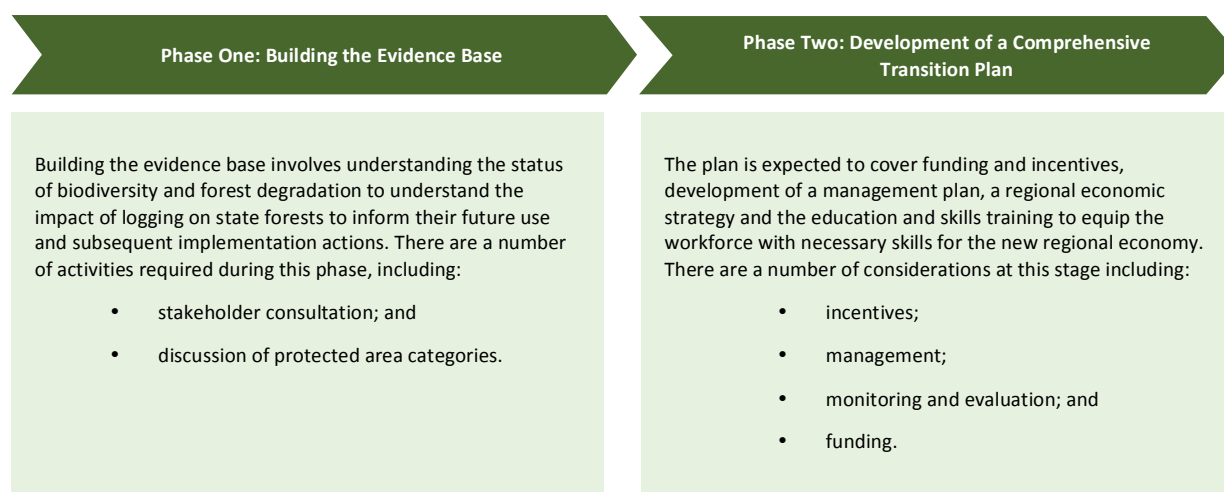 Phase One: Building the Evidence Base
Building the evidence base involves understanding the status
of biodiversity and forest degradation to understand the
impact of logging on state forests to inform their future use
and subsequent implementation actions. There are a number
of activities required during this phase, including:
• stakeholder consultation; and
• discussion of protected area categories.
Phase Two: Development of a Comprehensive
Transition Plan
The plan is expected to cover funding and incentives,
development of a management plan, a regional economic
strategy and the education and skills training to equip the
workforce with necessary skills for the new regional economy.
There are a number of considerations at this stage including:
• incentives;
• management;
• monitoring and evaluation; and
• funding.